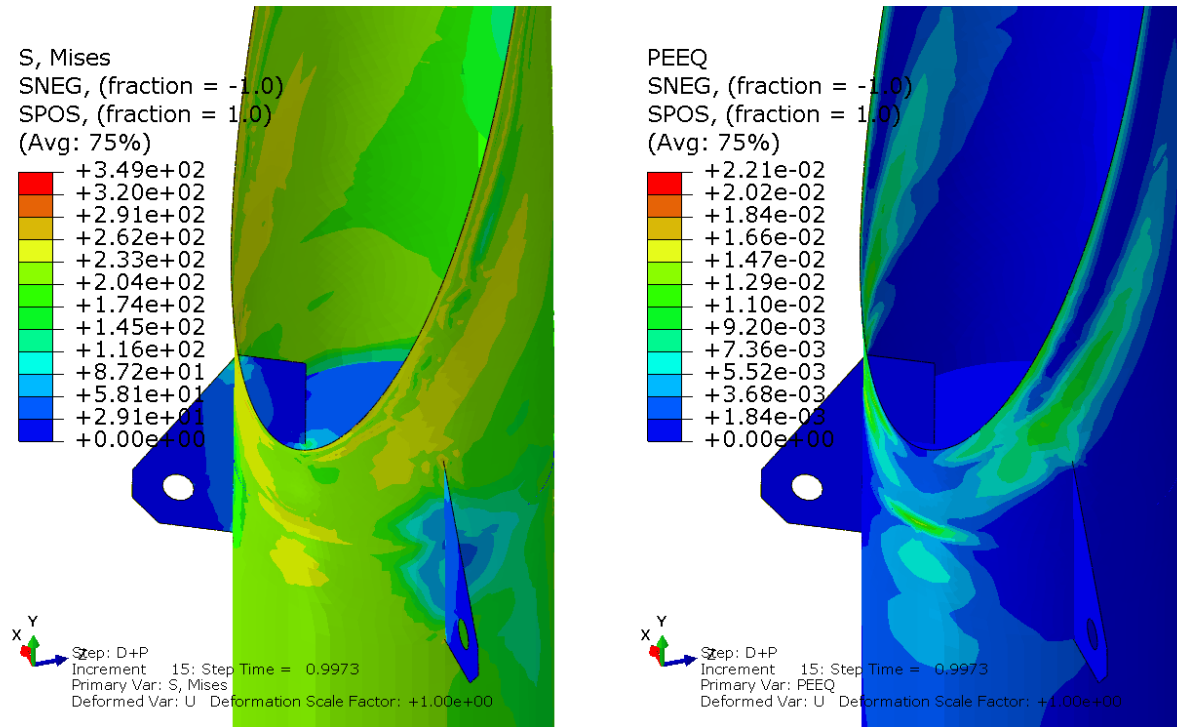 S, Mises
SNEG, (fraction = -1.0)
SPOS, (fraction = 1.0)
(Avg: 75%)
+3.49e+02
+3.20e+02
+2.91e+02
+2.62e+02
+2.33e+02
+2.04e+02
+1.74e+02
+1.45e+02
+1.16e+02
+8.72e+01
+5.81e+01
+2.91e+01
+0.00e+00
Y
X
Z
Step: D+P
Increment 15: Step Time = 0.9973
Primary Var: S, Mises
Deformed Var: U Deformation Scale Factor: +1.00e+00
PEEQ
SNEG, (fraction = -1.0)
SPOS, (fraction = 1.0)
(Avg: 75%)
+2.21e-02
+2.02e-02
+1.84e-02
+1.66e-02
+1.47e-02
+1.29e-02
+1.10e-02
+9.20e-03
+7.36e-03
+5.52e-03
+3.68e-03
+1.84e-03
+0.00e+00
Y
X
Z
Step: D+P
Increment 15: Step Time = 0.9973
Primary Var: PEEQ
Deformed Var: U Deformation Scale Factor: +1.00e+00